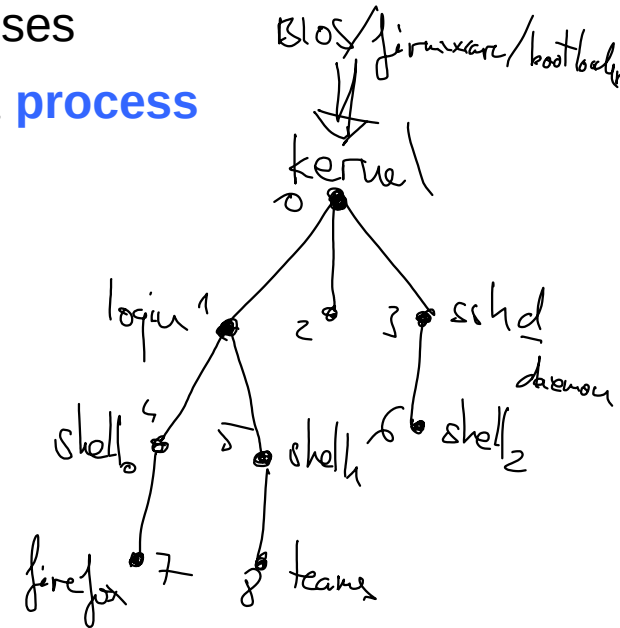 ses
process
BIOS/firmware/bootloader
kernel
0
login 1
2
3 sshd
daemon
shell0 4
5 shell1
6 shell2
firefox 7
8 teams